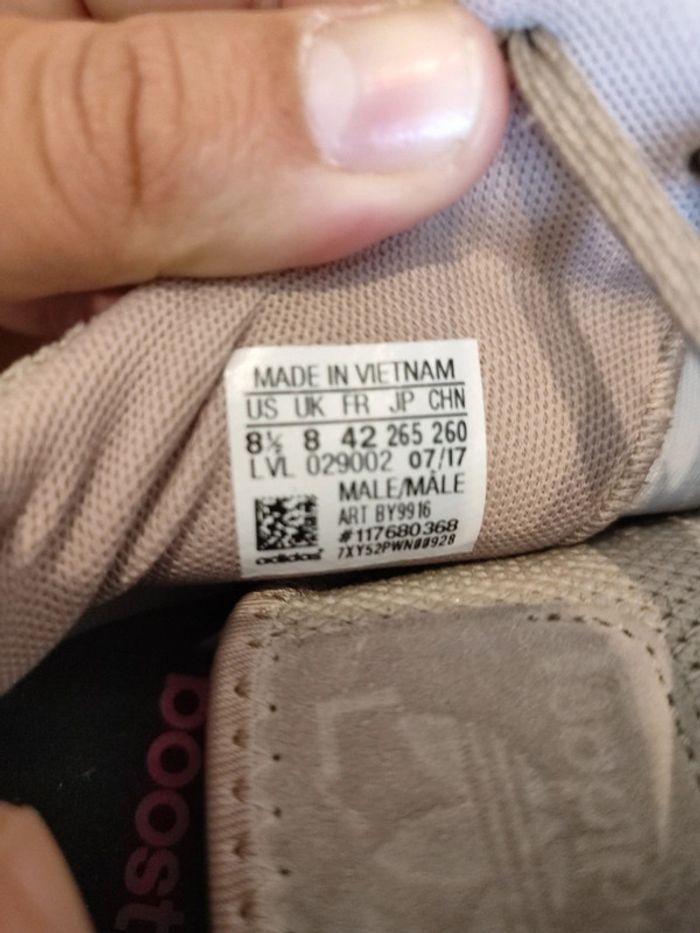 MADE IN VIETNAM
US UK FR JP CHN
8½ 8 42 265 260
LVL 029002 07/17
MALE/MÂLE
ART BY9916
#117680368
7XY52PWN00928
adidas
boost